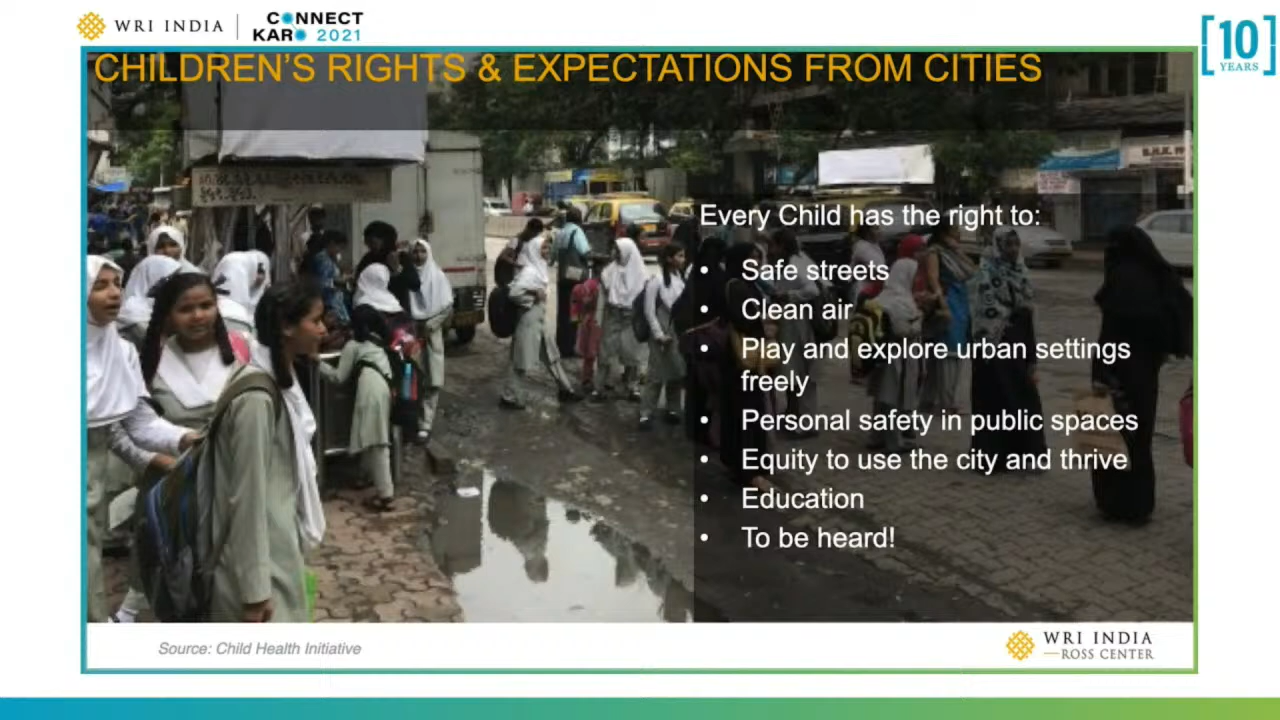 WRI INDIA
CONNECT
KARO 2021
[10]
YEARS
CHILDREN'S RIGHTS & EXPECTATIONS FROM CITIES
Every Child has the right to:
• Safe streets
• Clean air
• Play and explore urban settings
freely
• Personal safety in public spaces
• Equity to use the city and thrive
• Education
• To be heard!
Source: Child Health Initiative
WRI INDIA
ROSS CENTER